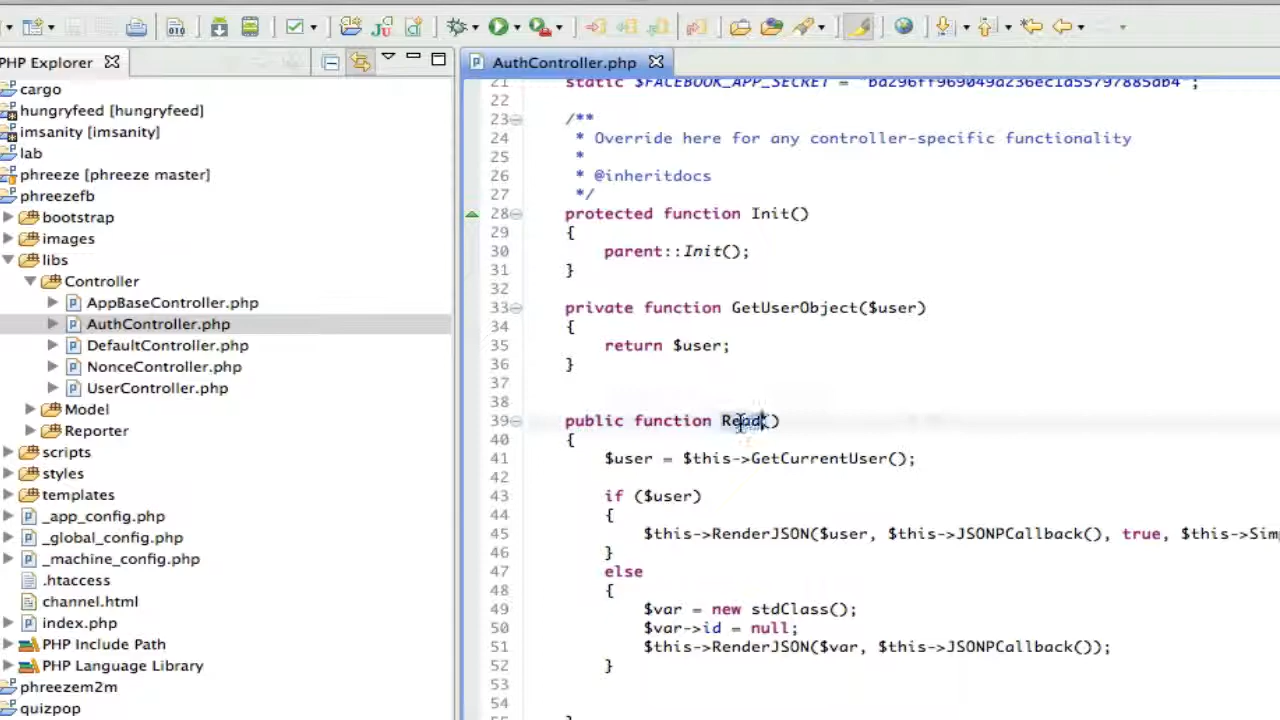 PHP Explorer
cargo
hungryfeed [hungryfeed]
imsanity [imsanity]
lab
phreeze [phreeze master]
phreezefb
bootstrap
images
libs
Controller
AppBaseController.php
AuthController.php
DefaultController.php
NonceController.php
UserController.php
Model
Reporter
scripts
styles
templates
_app_config.php
_global_config.php
_machine_config.php
.htaccess
channel.html
index.php
PHP Include Path
PHP Language Library
phreezem2m
quizpop
AuthController.php
21 static $FACEBOOK_APP_SECRET = "bd296ff969049d236ec1d55797885ab4";
22
23 /**
24 * Override here for any controller-specific functionality
25 *
26 * @inheritdocs
27 */
28 protected function Init()
29 {
30 parent::Init();
31 }
32
33 private function GetUserObject($user)
34 {
35 return $user;
36 }
37
38
39 public function Read()
40 {
41 $user = $this->GetCurrentUser();
42
43 if ($user)
44 {
45 $this->RenderJSON($user, $this->JSONPCallback(), true, $this->Sim
46 }
47 else
48 {
49 $var = new stdClass();
50 $var->id = null;
51 $this->RenderJSON($var, $this->JSONPCallback());
52 }
53
54
55 }